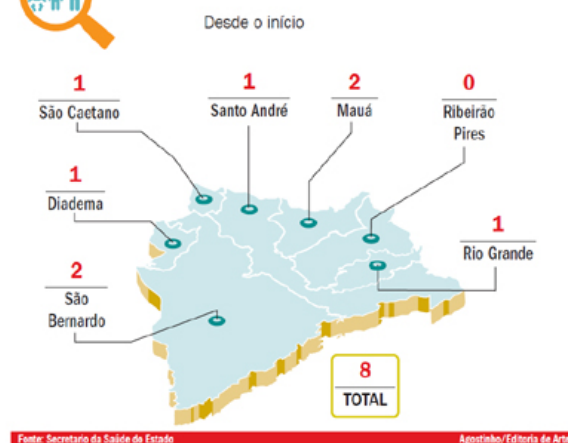 Desde o início
1
São Caetano
1
Santo André
2
Mauá
0
Ribeirão
Pires
1
Diadema
1
Rio Grande
2
São
Bernardo
8
TOTAL
Fonte: Secretaria da Saúde do Estado
Agostinho/Editoria de Arte